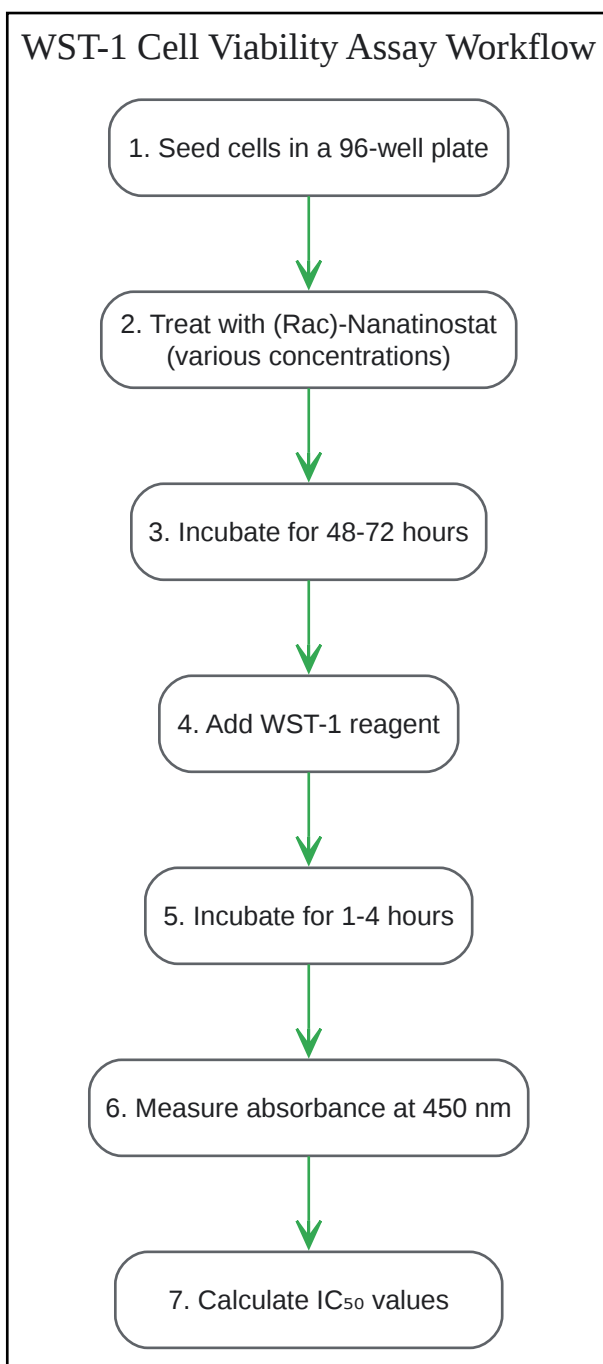 WST-1 Cell Viability Assay Workflow
1. Seed cells in a 96-well plate
2. Treat with (Rac)-Nanatinostat
(various concentrations)
3. Incubate for 48-72 hours
4. Add WST-1 reagent
5. Incubate for 1-4 hours
6. Measure absorbance at 450 nm
7. Calculate IC₅₀ values